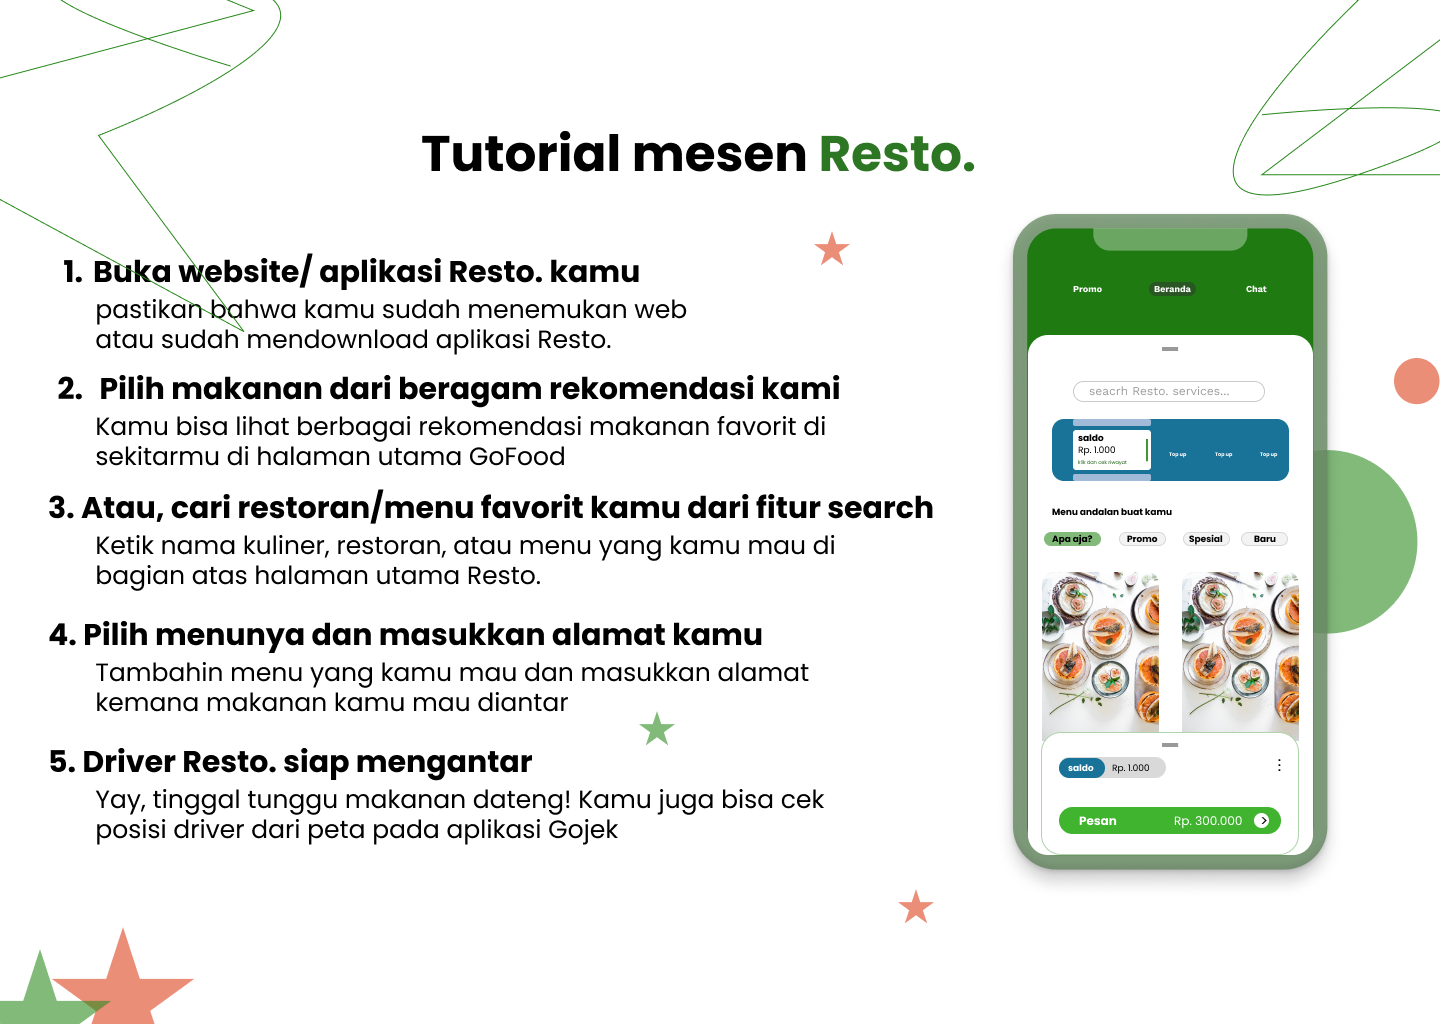 Tutorial mesen Resto.
1. Buka website/ aplikasi Resto. kamu
pastikan bahwa kamu sudah menemukan web
atau sudah mendownload aplikasi Resto.
2. Pilih makanan dari beragam rekomendasi kami
Kamu bisa lihat berbagai rekomendasi makanan favorit di
sekitarmu di halaman utama GoFood
3. Atau, cari restoran/menu favorit kamu dari fitur search
Ketik nama kuliner, restoran, atau menu yang kamu mau di
bagian atas halaman utama Resto.
4. Pilih menunya dan masukkan alamat kamu
Tambahin menu yang kamu mau dan masukkan alamat
kemana makanan kamu mau diantar
5. Driver Resto. siap mengantar
Yay, tinggal tunggu makanan dateng! Kamu juga bisa cek
posisi driver dari peta pada aplikasi Gojek
Promo Beranda Chat
seacrh Resto. services...
saldo
Rp. 1.000
klik dan cek riwayat
Top up Top up Top up
Menu andalan buat kamu
Apa aja? Promo Spesial Baru
saldo Rp. 1.000
Pesan Rp. 300.000